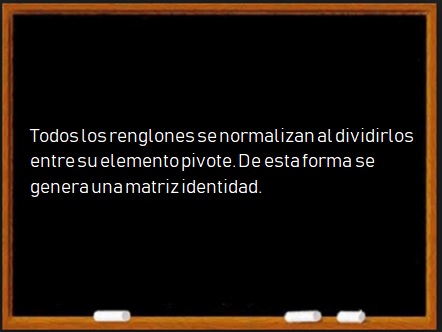 Todos los renglones se normalizan al dividirlos
entre su elemento pivote. De esta forma se
genera una matriz identidad.